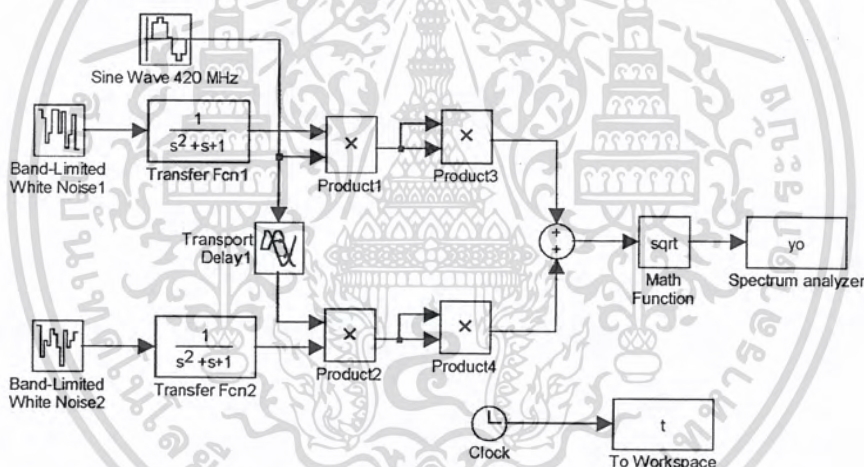 Sine Wave 420 MHz
Band-Limited
White Noise1
1
s²+s+1
Transfer Fcn1
×
Product1
×
Product3
Transport
Delay1
+
+
sqrt
Math
Function
yo
Spectrum analyzer
Band-Limited
White Noise2
1
s²+s+1
Transfer Fcn2
×
Product2
×
Product4
Clock
t
To Workspace